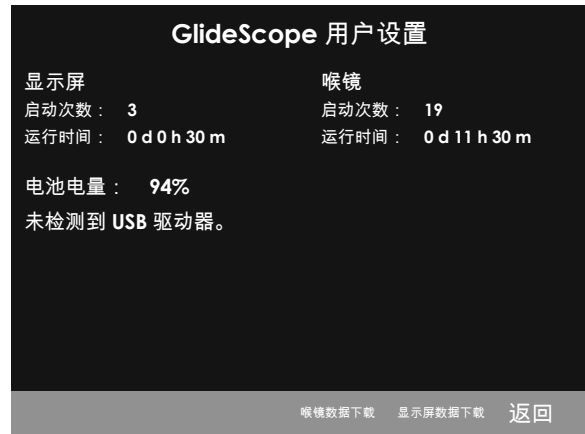 GlideScope 用户设置
显示屏
启动次数： 3
运行时间： 0 d 0 h 30 m
喉镜
启动次数： 19
运行时间： 0 d 11 h 30 m
电池电量： 94%
未检测到 USB 驱动器。
喉镜数据下载 显示屏数据下载 返回